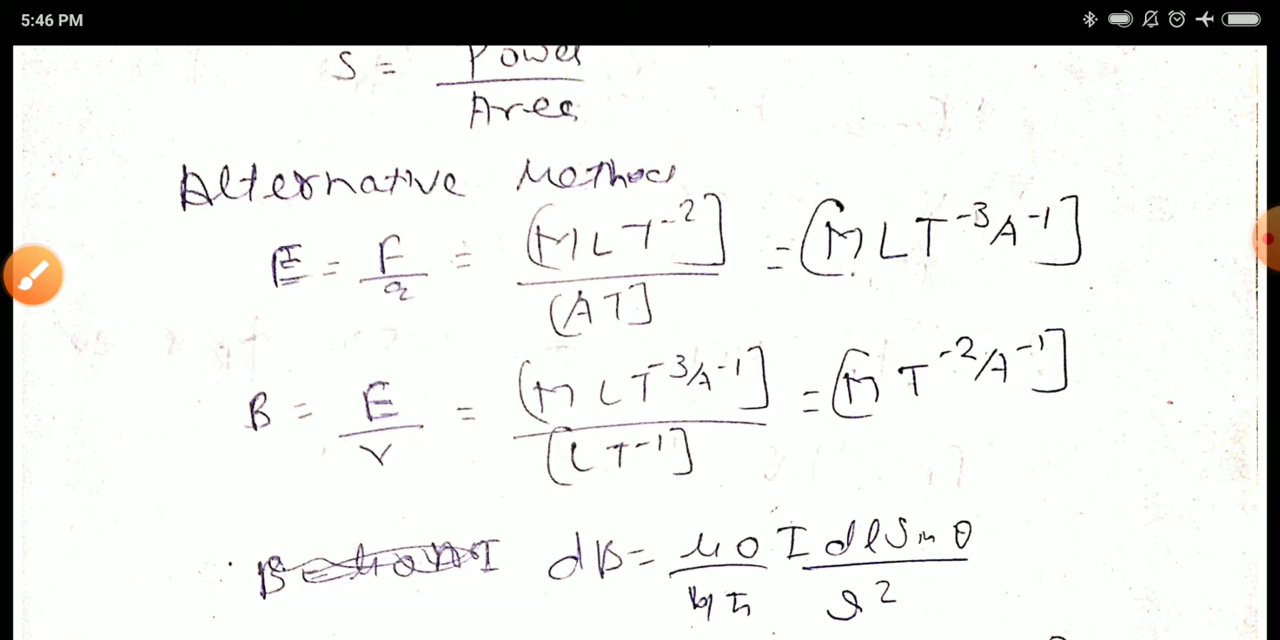 5:46 PM
S = Power / Area
Alternative Method
E = F/q = [MLT⁻²] / [AT] = [MLT⁻³A⁻¹]
B = E/v = [MLT⁻³A⁻¹] / [LT⁻¹] = [MT⁻²A⁻¹]
dB = μ0/4π I dl Sin θ / r²